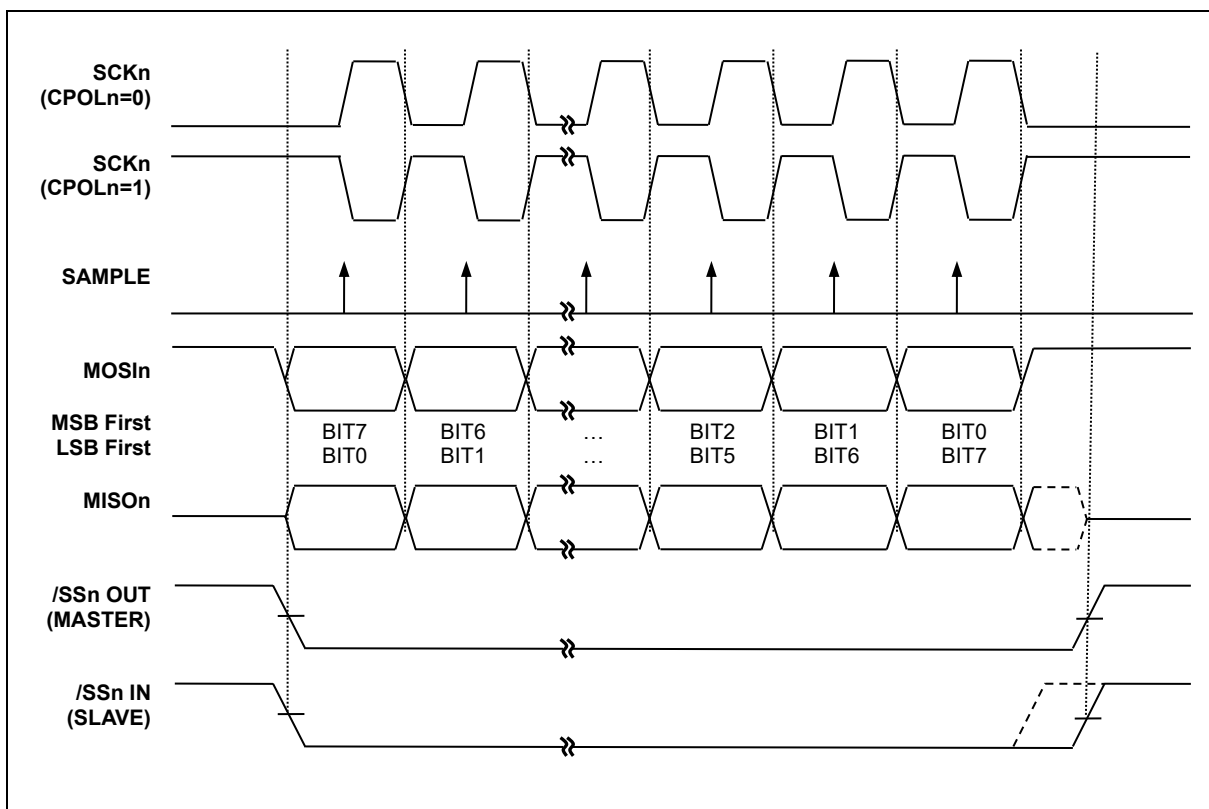 SCKn
(CPOLn=0)
SCKn
(CPOLn=1)
SAMPLE
MOSIn
MSB First
LSB First
BIT7 BIT6 … BIT2 BIT1 BIT0
BIT0 BIT1 … BIT5 BIT6 BIT7
MISOn
/SSn OUT
(MASTER)
/SSn IN
(SLAVE)